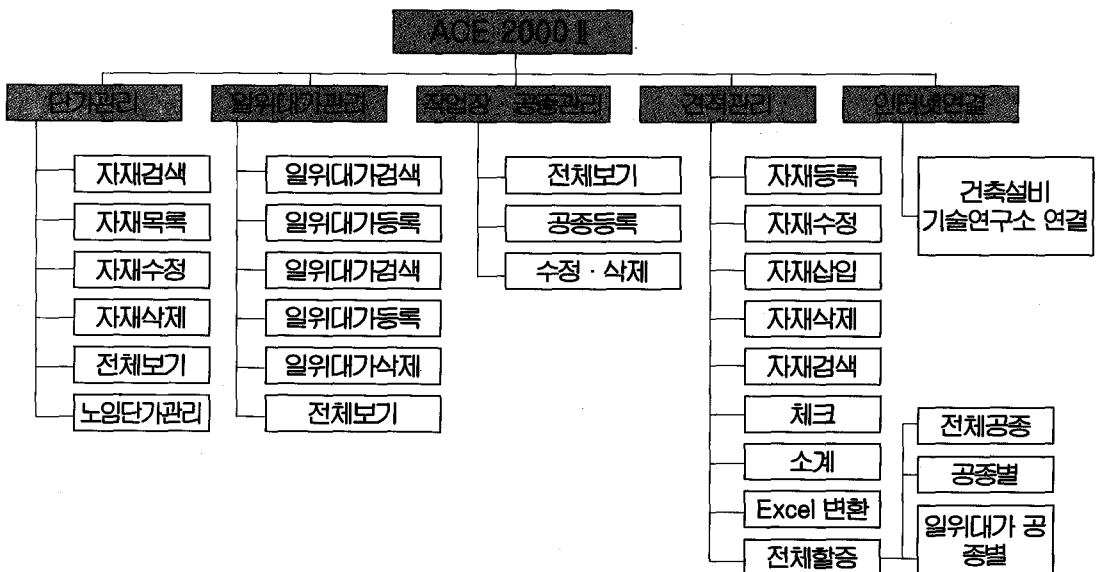 ACE 2000 Ⅱ
단가관리
일위대가관리
작업장 · 공종관리
견적관리
인터넷연결
자재검색
자재목록
자재수정
자재삭제
전체보기
노임단가관리
일위대가검색
일위대가등록
일위대가검색
일위대가등록
일위대가삭제
전체보기
전체보기
공종등록
수정 · 삭제
자재등록
자재수정
자재삽입
자재삭제
자재검색
체크
소계
Excel 변환
전체할증
전체공종
공종별
일위대가 공
종별
건축설비
기술연구소 연결